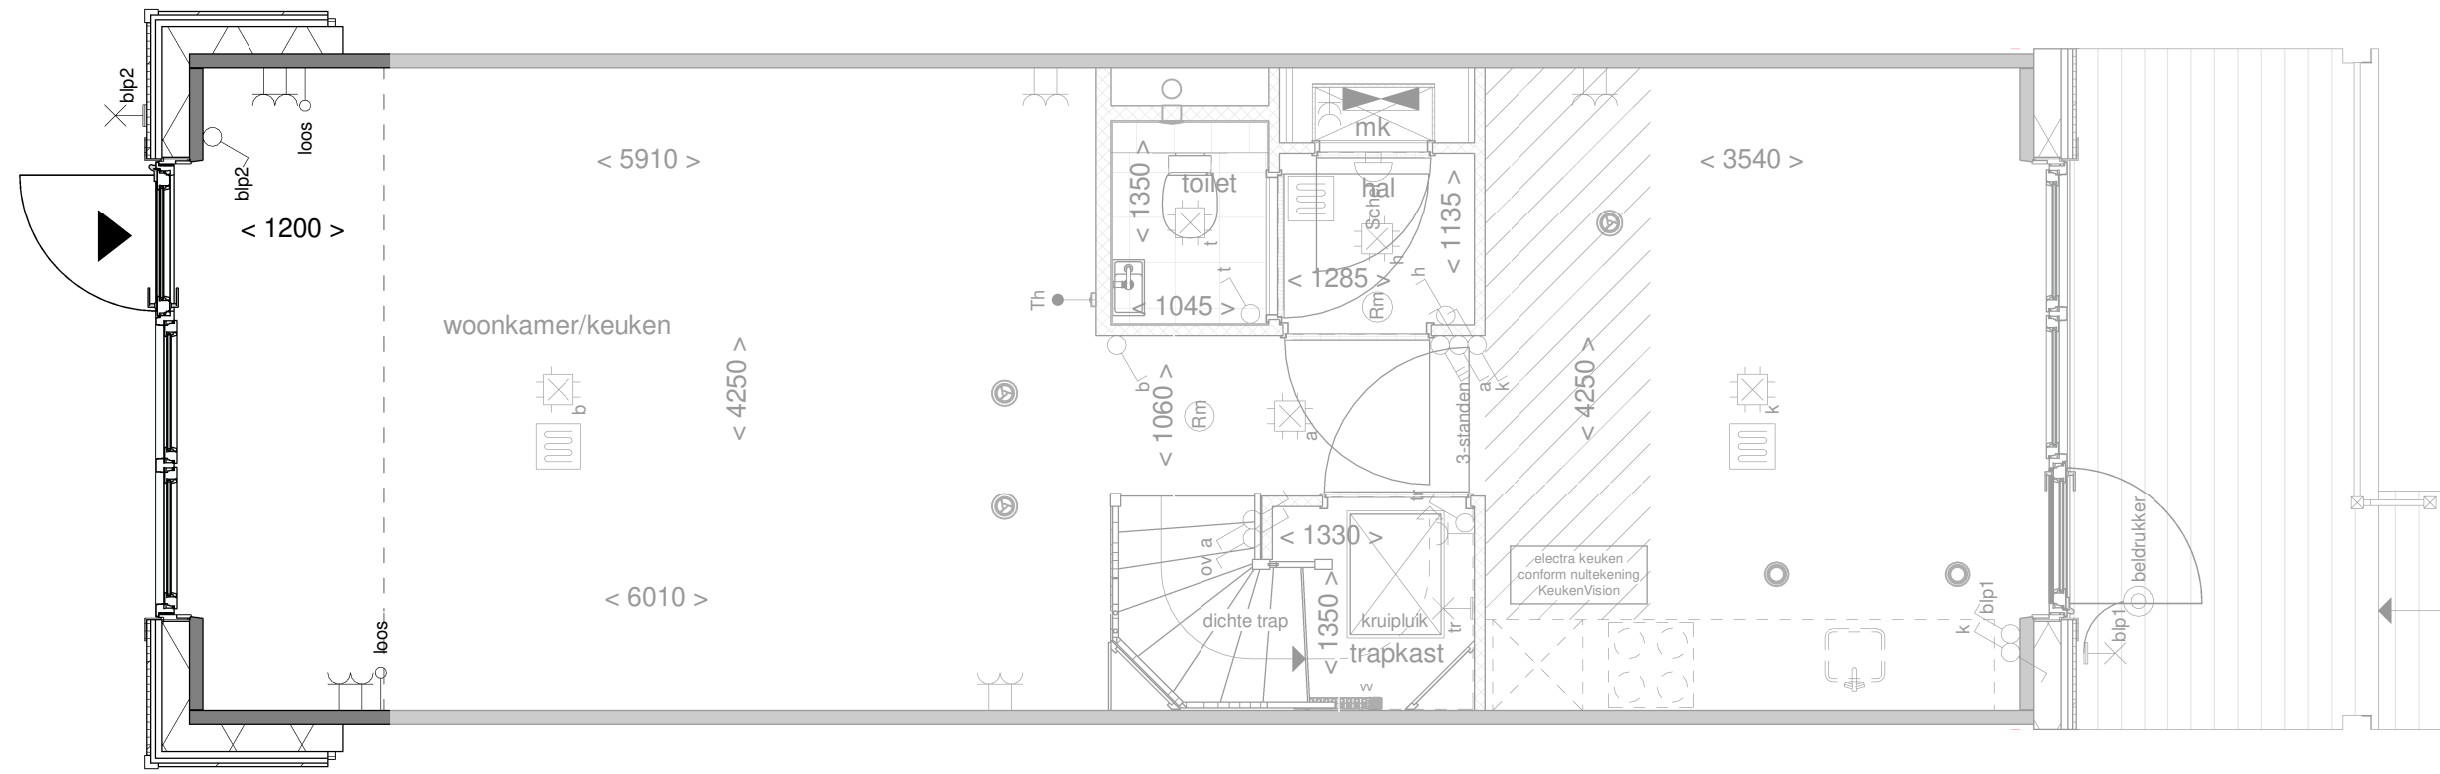 blp2
loos
blp2
< 1200 >
< 5910 >
woonkamer/keuken
b
< 4250 >
< 6010 >
loos
Th
< 1350 >
toilet
t
t
< 1045 >
mk
hal
Sche
h
< 1135 >
< 1285 >
h
Rm
b
< 1060 >
Rm
a
3-standen
a
k
tr
< 1330 >
ov a
dichte trap
< 1350 >
kruipluik
tr
trapkast
vv
< 3540 >
< 4250 >
k
electra keuken
conform nultekening
KeukenVision
blp1
k
beldrukker
blp1